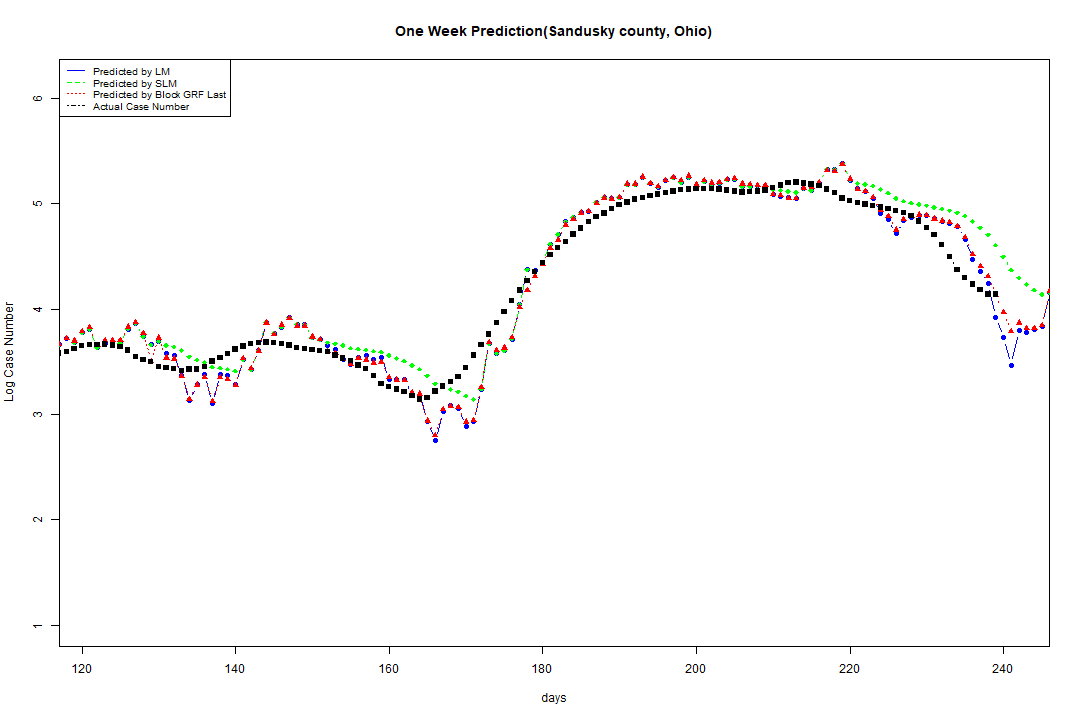 One Week Prediction(Sandusky county, Ohio)
Predicted by LM
Predicted by SLM
Predicted by Block GRF Last
Actual Case Number
6
5
4
3
2
1
Log Case Number
120 140 160 180 200 220 240
days